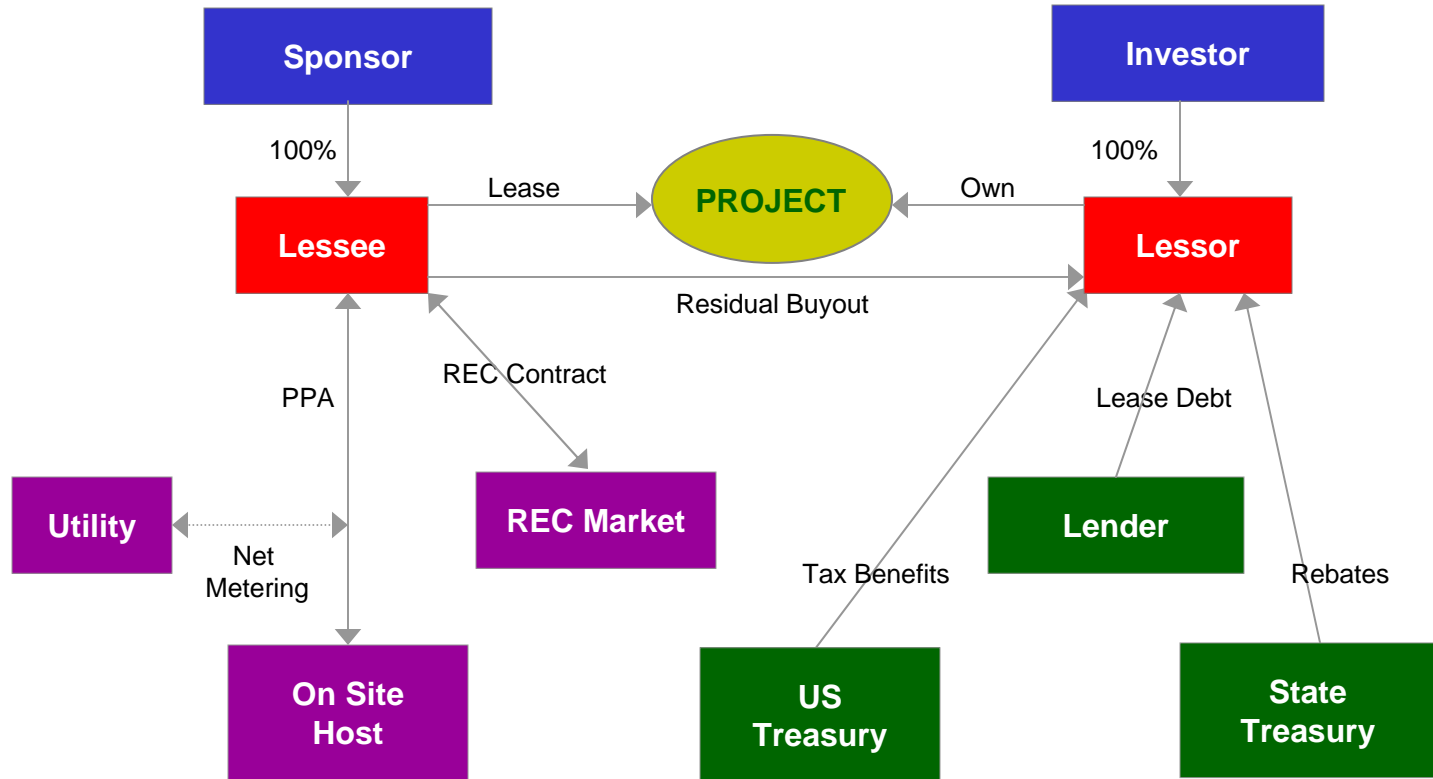 Sponsor
Investor
100%
100%
Lease
PROJECT
Own
Lessee
Lessor
Residual Buyout
REC Contract
PPA
Lease Debt
Utility
REC Market
Lender
Net
Metering
Tax Benefits
Rebates
On Site
Host
US
Treasury
State
Treasury